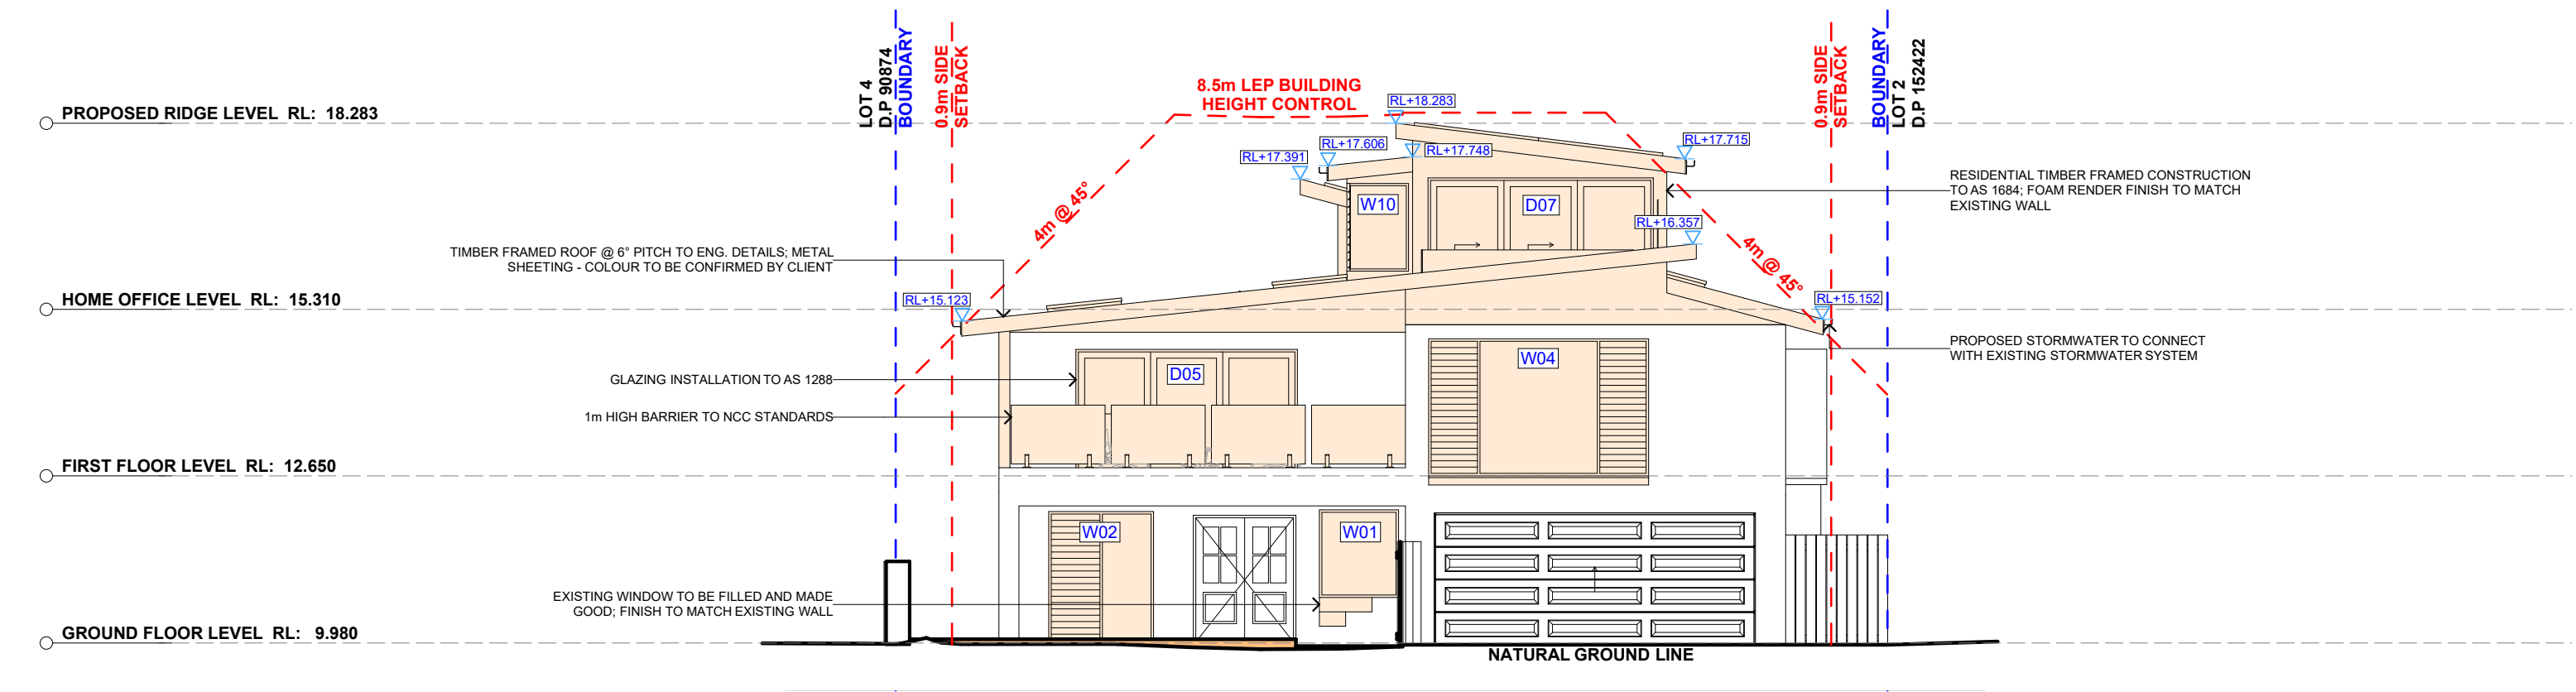 LOT 4
D.P 90874
BOUNDARY
0.9m SIDE
SETBACK
8.5m LEP BUILDING
HEIGHT CONTROL
0.9m SIDE
SETBACK
BOUNDARY
LOT 2
D.P 152422
PROPOSED RIDGE LEVEL RL: 18.283
RL+18.283
RL+17.606
RL+17.391
RL+17.748
RL+17.715
RESIDENTIAL TIMBER FRAMED CONSTRUCTION
TO AS 1684; FOAM RENDER FINISH TO MATCH
EXISTING WALL
W10
D07
4m @ 45°
RL+16.357
TIMBER FRAMED ROOF @ 6° PITCH TO ENG. DETAILS; METAL
SHEETING - COLOUR TO BE CONFIRMED BY CLIENT
4m @ 45°
HOME OFFICE LEVEL RL: 15.310
RL+15.123
RL+15.152
PROPOSED STORMWATER TO CONNECT
WITH EXISTING STORMWATER SYSTEM
W04
D05
GLAZING INSTALLATION TO AS 1288
1m HIGH BARRIER TO NCC STANDARDS
FIRST FLOOR LEVEL RL: 12.650
W02
W01
EXISTING WINDOW TO BE FILLED AND MADE
GOOD; FINISH TO MATCH EXISTING WALL
GROUND FLOOR LEVEL RL: 9.980
NATURAL GROUND LINE